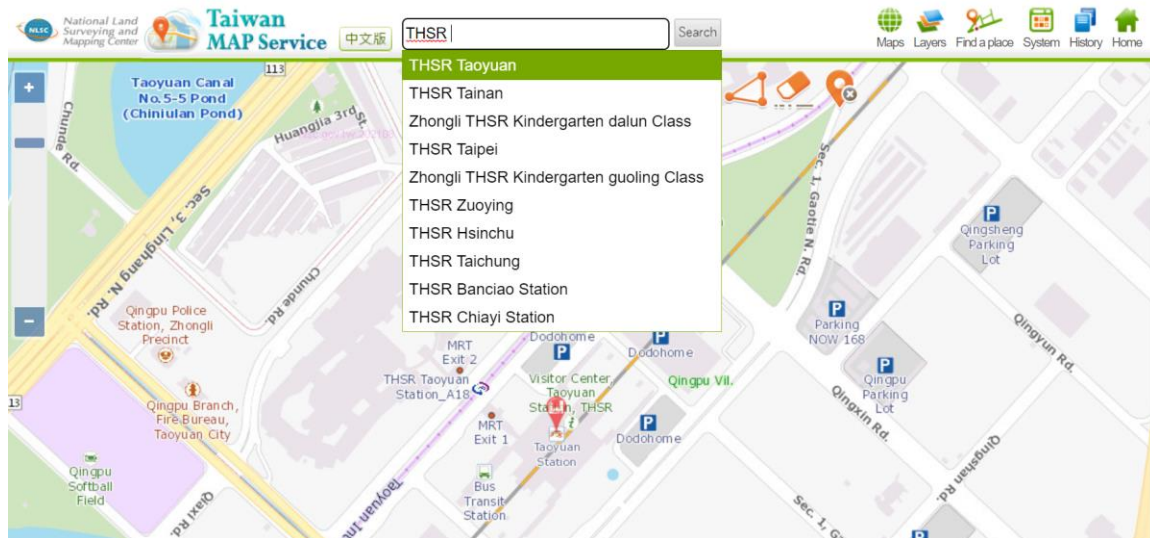 NLSC
National Land
Surveying and
Mapping Center
Taiwan
MAP Service
中文版
THSR
Search
Maps
Layers
Find a place
System
History
Home
THSR Taoyuan
THSR Tainan
Zhongli THSR Kindergarten dalun Class
THSR Taipei
Zhongli THSR Kindergarten guoling Class
THSR Zuoying
THSR Hsinchu
THSR Taichung
THSR Banciao Station
THSR Chiayi Station
+
-
113
Taoyuan Canal
No.5-5 Pond
(Chiniulan Pond)
Chunde Rd.
Huangjia 3rd St.
Sec. 3, Linghang N. Rd.
Chunde Rd.
Sec. 1, Gaotie N. Rd.
P
Qingsheng
Parking
Lot
Qingpu Police
Station, Zhongli
Precinct
P
Parking
NOW 168
Qingyun Rd.
MRT
Exit 2
Dodohome
P
P
Dodohome
THSR Taoyuan
Station_A18
Visitor Center,
Taoyuan
Station, THSR
Qingpu Vil.
P
Qingpu
Parking
Lot
Qingxin Rd.
13
Qingpu Branch,
Fire Bureau,
Taoyuan City
MRT
Exit 1
Taoyuan
Station
P
Dodohome
Qingshan Rd.
Qingpu
Softball
Field
Qiaxi Rd.
Bus
Transit
Station
Sec. 1,
P